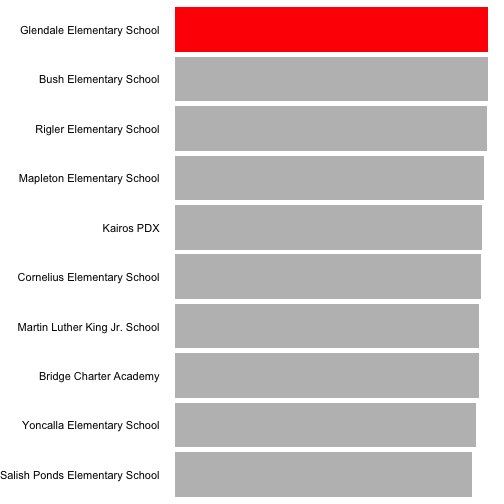 Glendale Elementary School
Bush Elementary School
Rigler Elementary School
Mapleton Elementary School
Kairos PDX
Cornelius Elementary School
Martin Luther King Jr. School
Bridge Charter Academy
Yoncalla Elementary School
Salish Ponds Elementary School